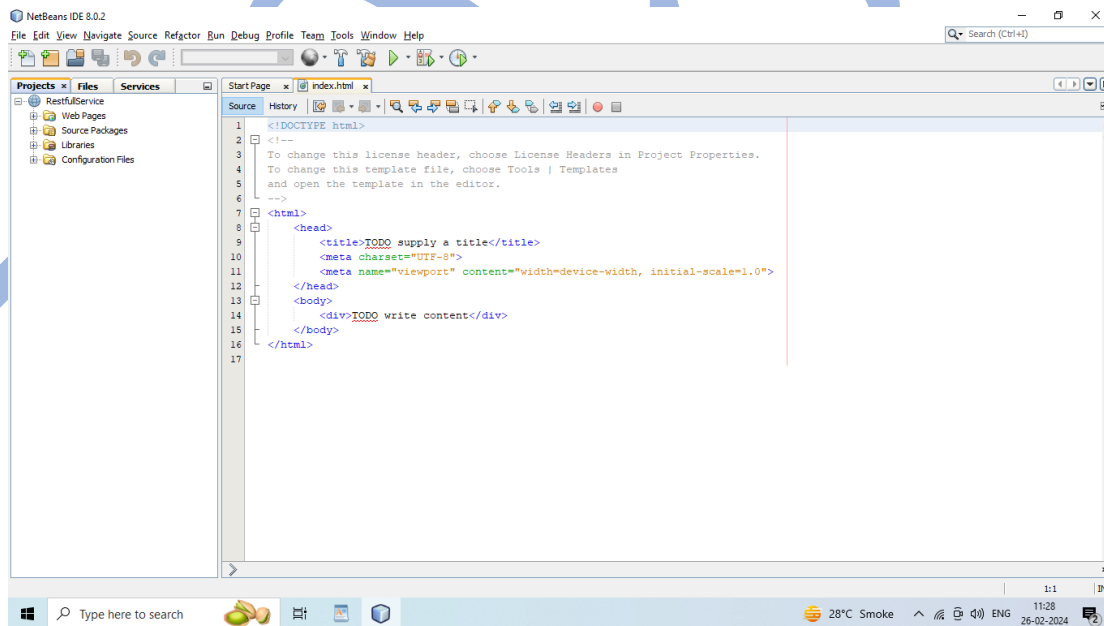 NetBeans IDE 8.0.2
File Edit View Navigate Source Refactor Run Debug Profile Team Tools Window Help
Search (Ctrl+I)
Projects Files Services
Start Page index.html
RestfullService
Web Pages
Source Packages
Libraries
Configuration Files
Source History
1 <!DOCTYPE html>
2 <!--
3 To change this license header, choose License Headers in Project Properties.
4 To change this template file, choose Tools | Templates
5 and open the template in the editor.
6 -->
7 <html>
8 <head>
9 <title>TODO supply a title</title>
10 <meta charset="UTF-8">
11 <meta name="viewport" content="width=device-width, initial-scale=1.0">
12 </head>
13 <body>
14 <div>TODO write content</div>
15 </body>
16 </html>
17
1:1
Type here to search
28°C Smoke
ENG
11:28
26-02-2024
2